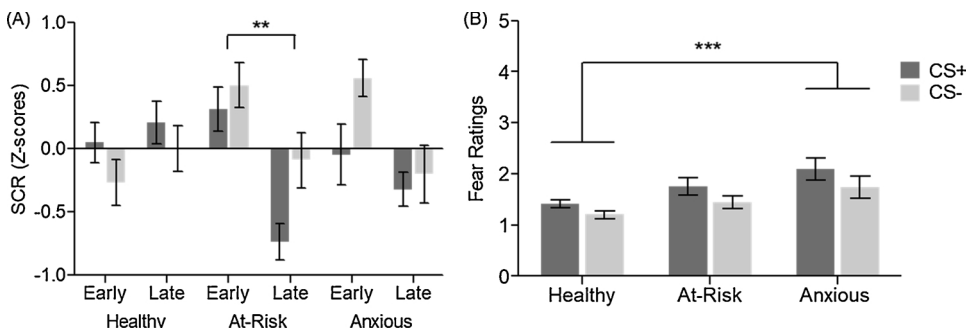 (A)
1.0
**
0.5
0.0
-0.5
-1.0
SCR (Z-scores)
Early Late Early Late Early Late
Healthy At-Risk Anxious
(B)
5
***
4
3
2
1
0
Fear Ratings
Healthy At-Risk Anxious
CS+
CS-